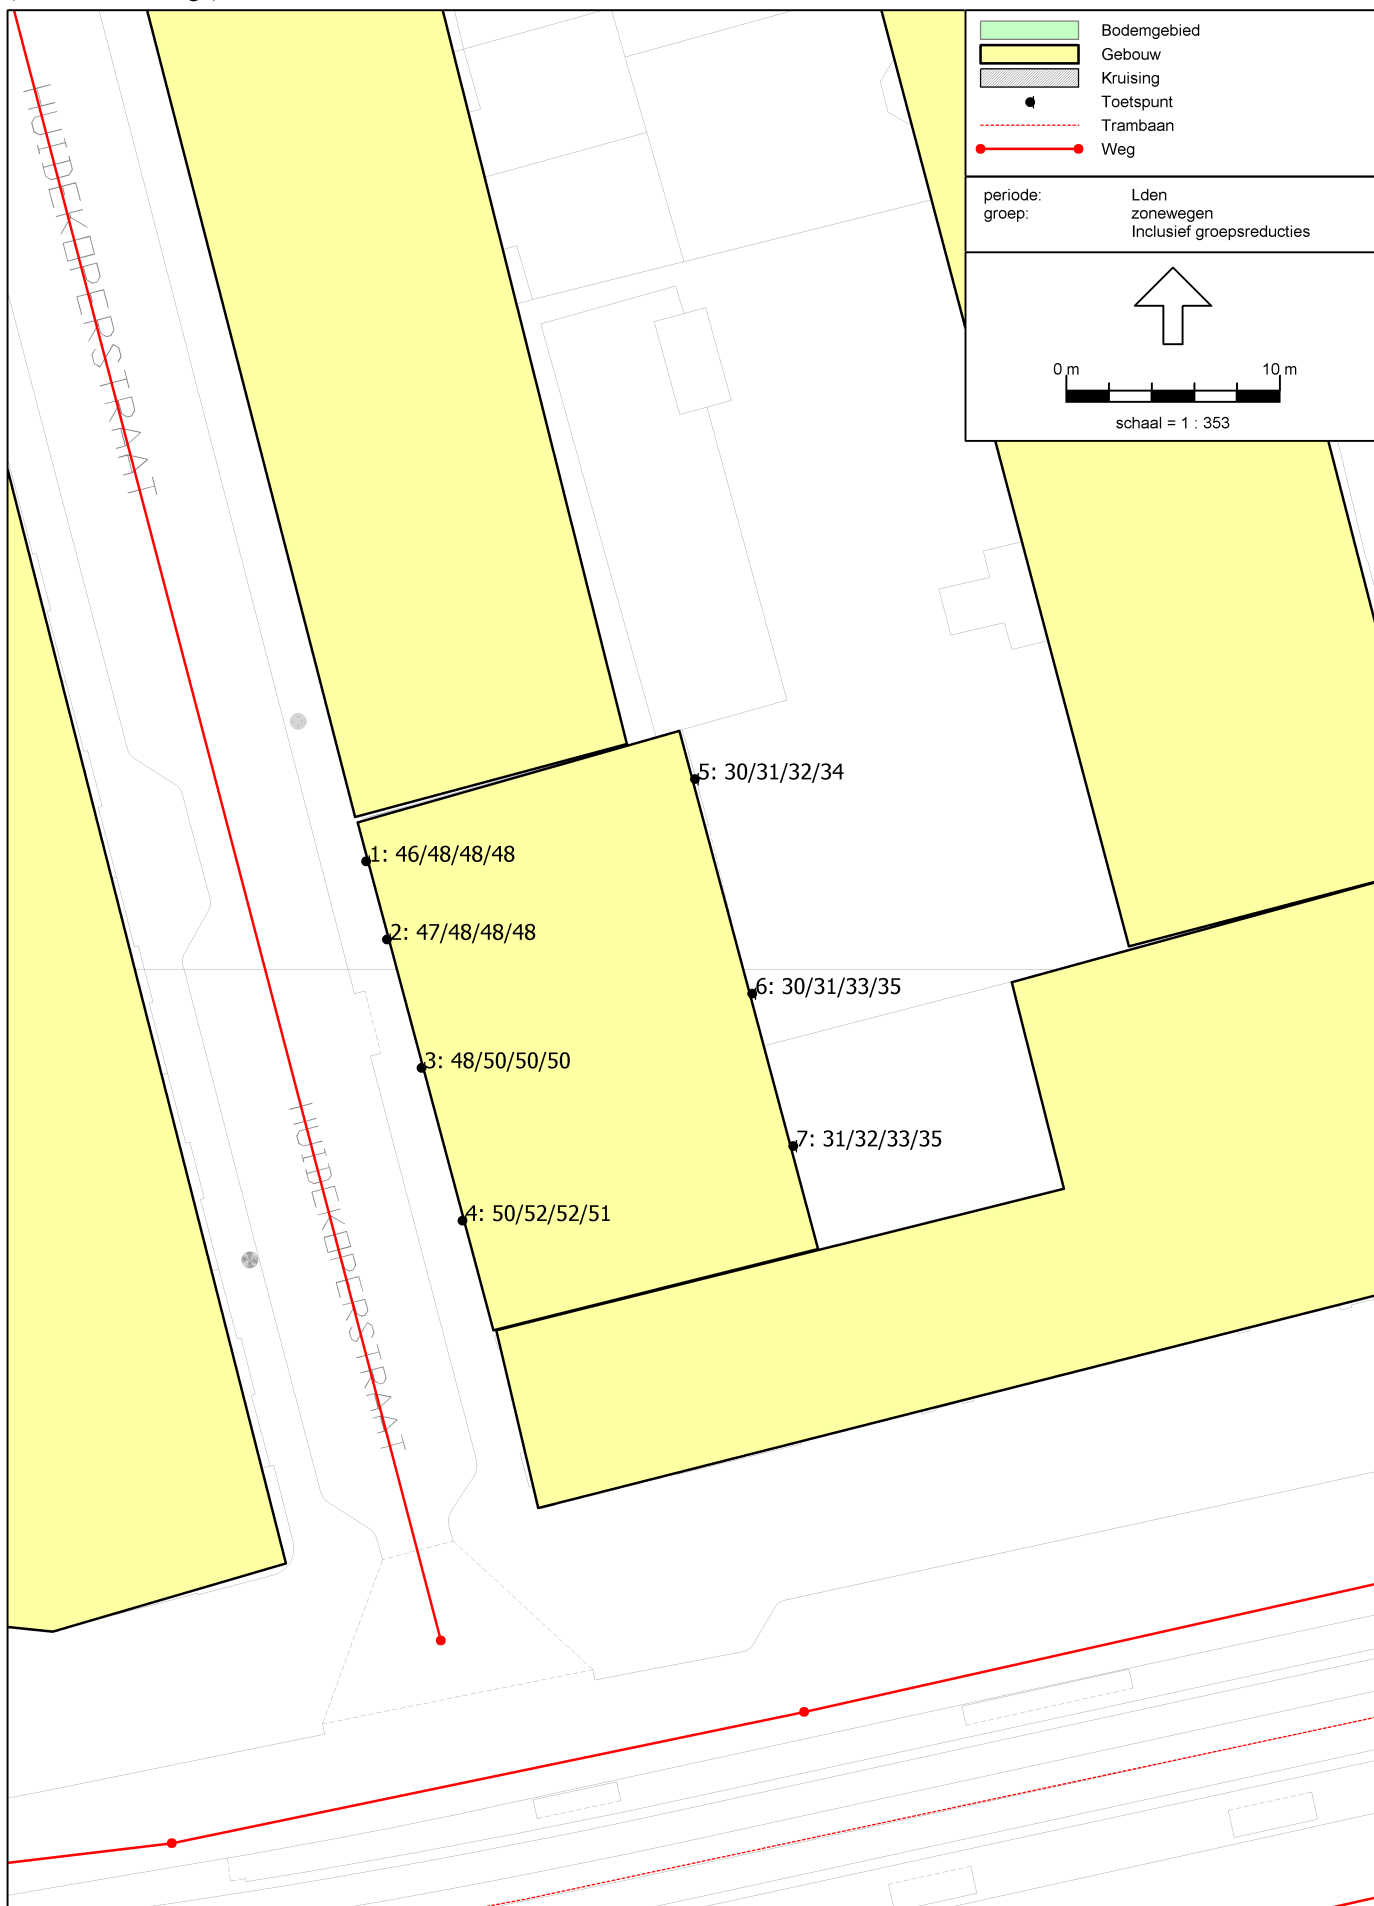 Bodemgebied
Gebouw
Kruising
Toetspunt
Trambaan
Weg
periode: Lden
groep: zonewegen
Inclusief groepsreducties
0 m 10 m
schaal = 1 : 353
HUIDEKOPERSTRAAT
5: 30/31/32/34
1: 46/48/48/48
2: 47/48/48/48
6: 30/31/33/35
3: 48/50/50/50
7: 31/32/33/35
4: 50/52/52/51
HUIDEKOPERSTRAAT